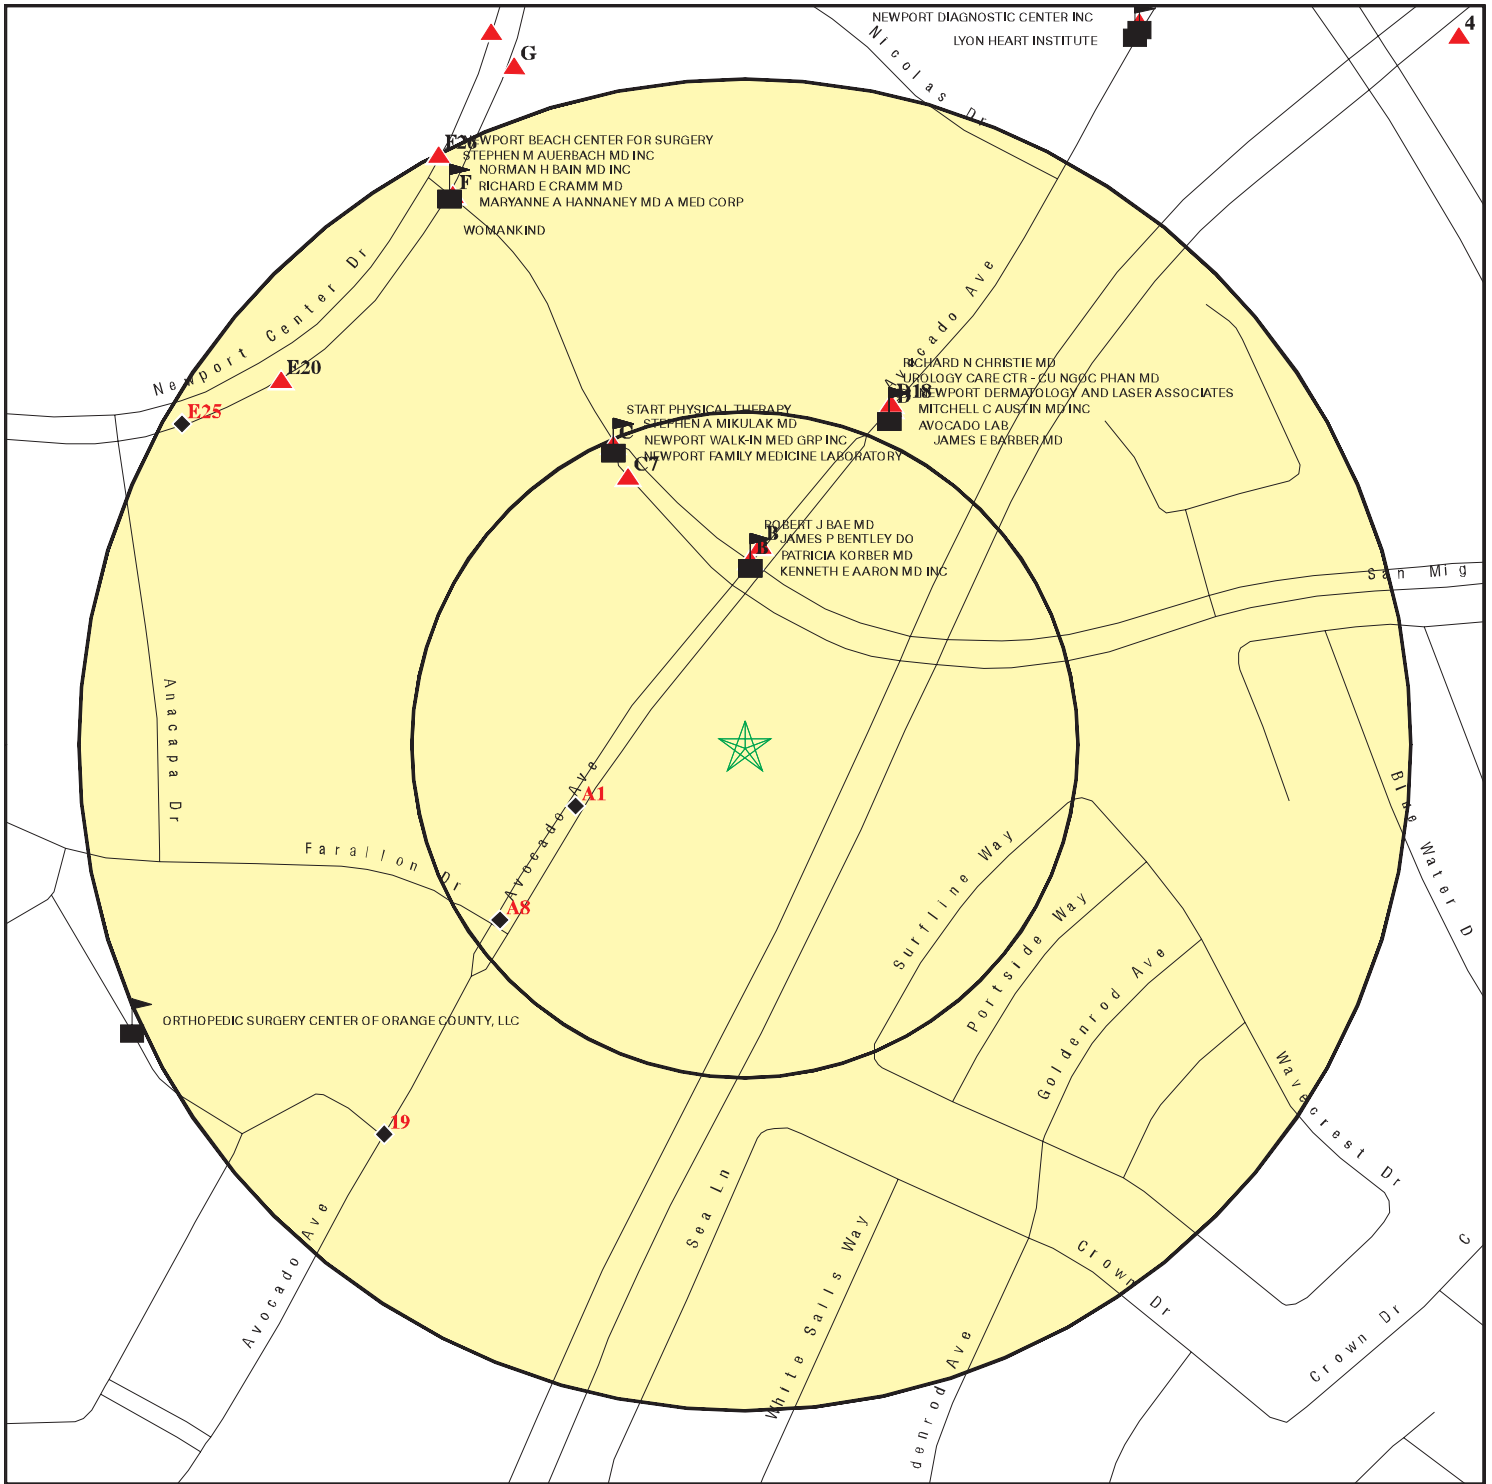 NEWPORT DIAGNOSTIC CENTER INC
LYON HEART INSTITUTE
4
G
Nicolas Dr
NEWPORT BEACH CENTER FOR SURGERY
STEPHEN M AUERBACH MD INC
NORMAN H BAIN MD INC
F
RICHARD E CRAMM MD
MARYANNE A HANNANEY MD A MED CORP
WOMANKIND
Newport Center Dr
E20
E25
Avocado Ave
RICHARD N CHRISTIE MD
UROLOGY CARE CTR - CU NGOC PHAN MD
D18
NEWPORT DERMATOLOGY AND LASER ASSOCIATES
D
MITCHELL C AUSTIN MD INC
AVOCADO LAB
JAMES E BARBER MD
START PHYSICAL THERAPY
STEPHEN A MIKULAK MD
C
NEWPORT WALK-IN MED GRP INC
NEWPORT FAMILY MEDICINE LABORATORY
C7
ROBERT J BAE MD
B
JAMES P BENTLEY DO
B
PATRICIA KORBER MD
KENNETH E AARON MD INC
San Mig
Anacapa Dr
Avocado Ave
A1
Farallon Dr
A8
Blue Water D
Surfline Way
Portside Way
Goldenrod Ave
ORTHOPEDIC SURGERY CENTER OF ORANGE COUNTY, LLC
19
Wavecrest Dr
Avocado Ave
Sea Ln
White Sails Way
Crown Dr
C
Crown Dr
denrod Ave